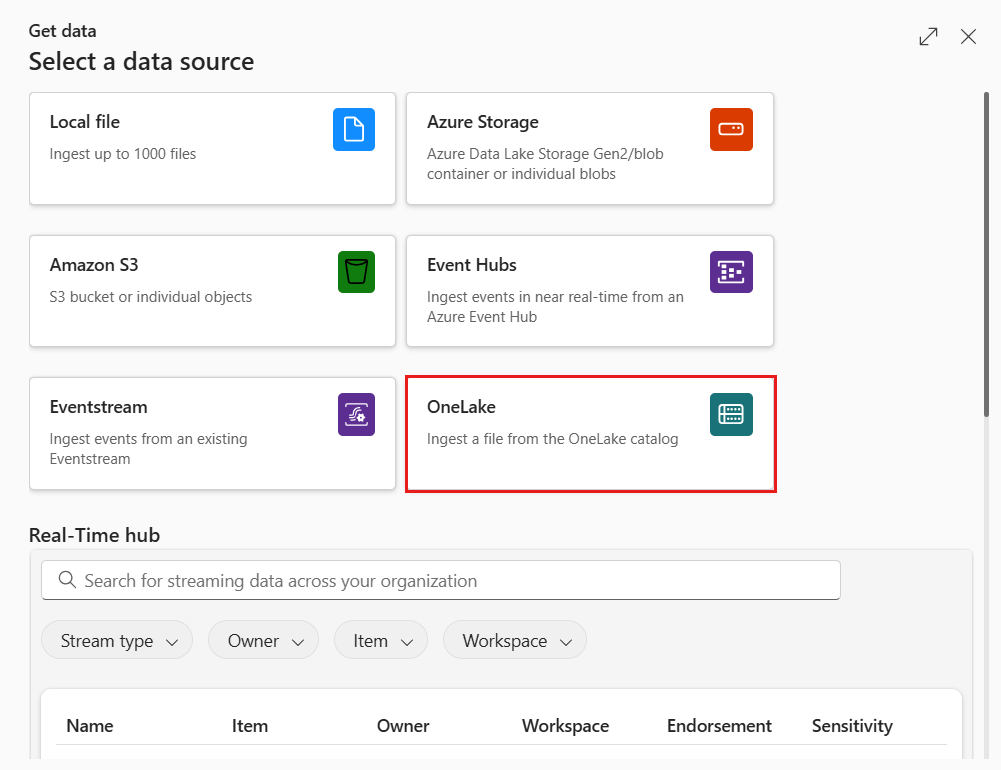 Get data
Select a data source
Local file
Ingest up to 1000 files
Azure Storage
Azure Data Lake Storage Gen2/blob
container or individual blobs
Amazon S3
S3 bucket or individual objects
Event Hubs
Ingest events in near real-time from an
Azure Event Hub
Eventstream
Ingest events from an existing
Eventstream
OneLake
Ingest a file from the OneLake catalog
Real-Time hub
Search for streaming data across your organization
Stream type Owner Item Workspace
Name Item Owner Workspace Endorsement Sensitivity